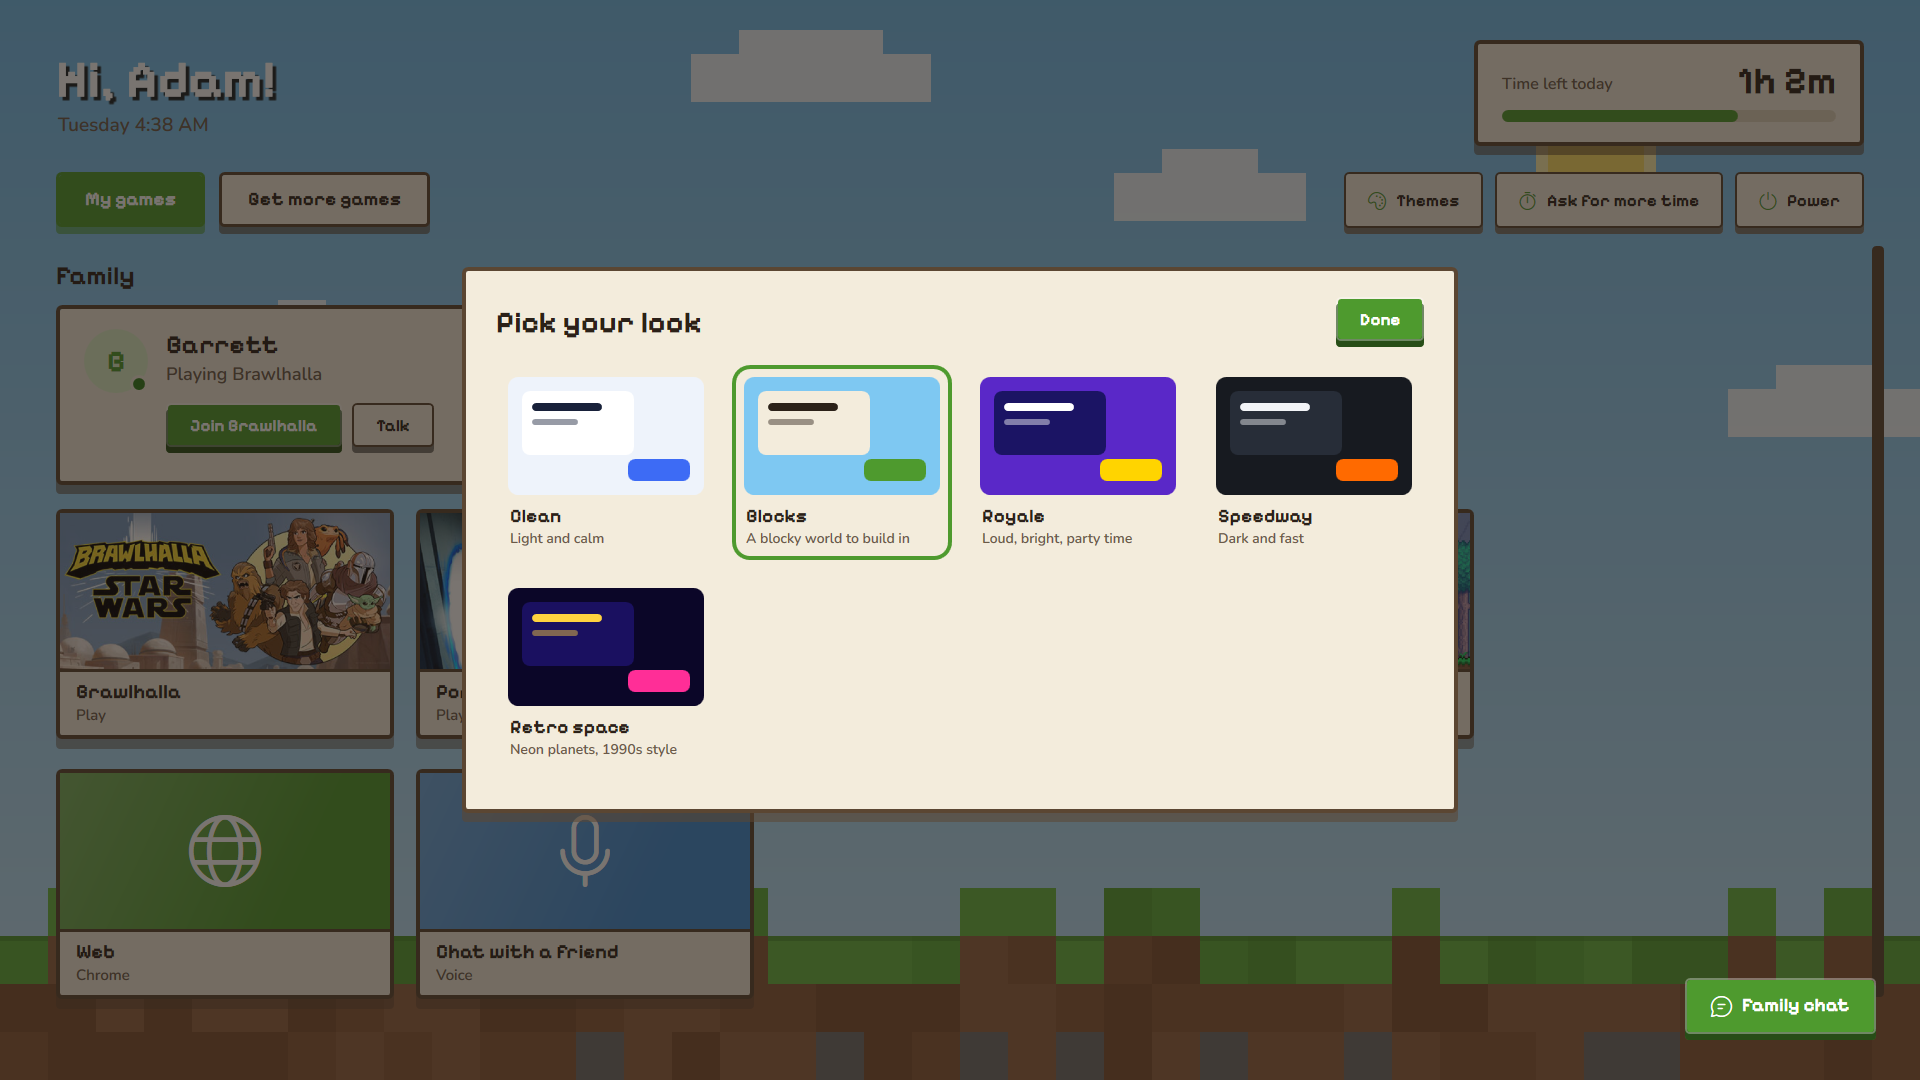 Hi, Adam!
Tuesday 4:38 AM
Time left today
1h 2m
My games
Get more games
Themes
Ask for more time
Power
Family
Barrett
B
Playing Brawlhalla
Join Brawlhalla
Talk
Pick your look
Done
Clean
Light and calm
Blocks
A blocky world to build in
Royale
Loud, bright, party time
Speedway
Dark and fast
Retro space
Neon planets, 1990s style
BRAWLHALLA
STAR
WARS
Brawlhalla
Play
Web
Chrome
Chat with a friend
Voice
Family chat